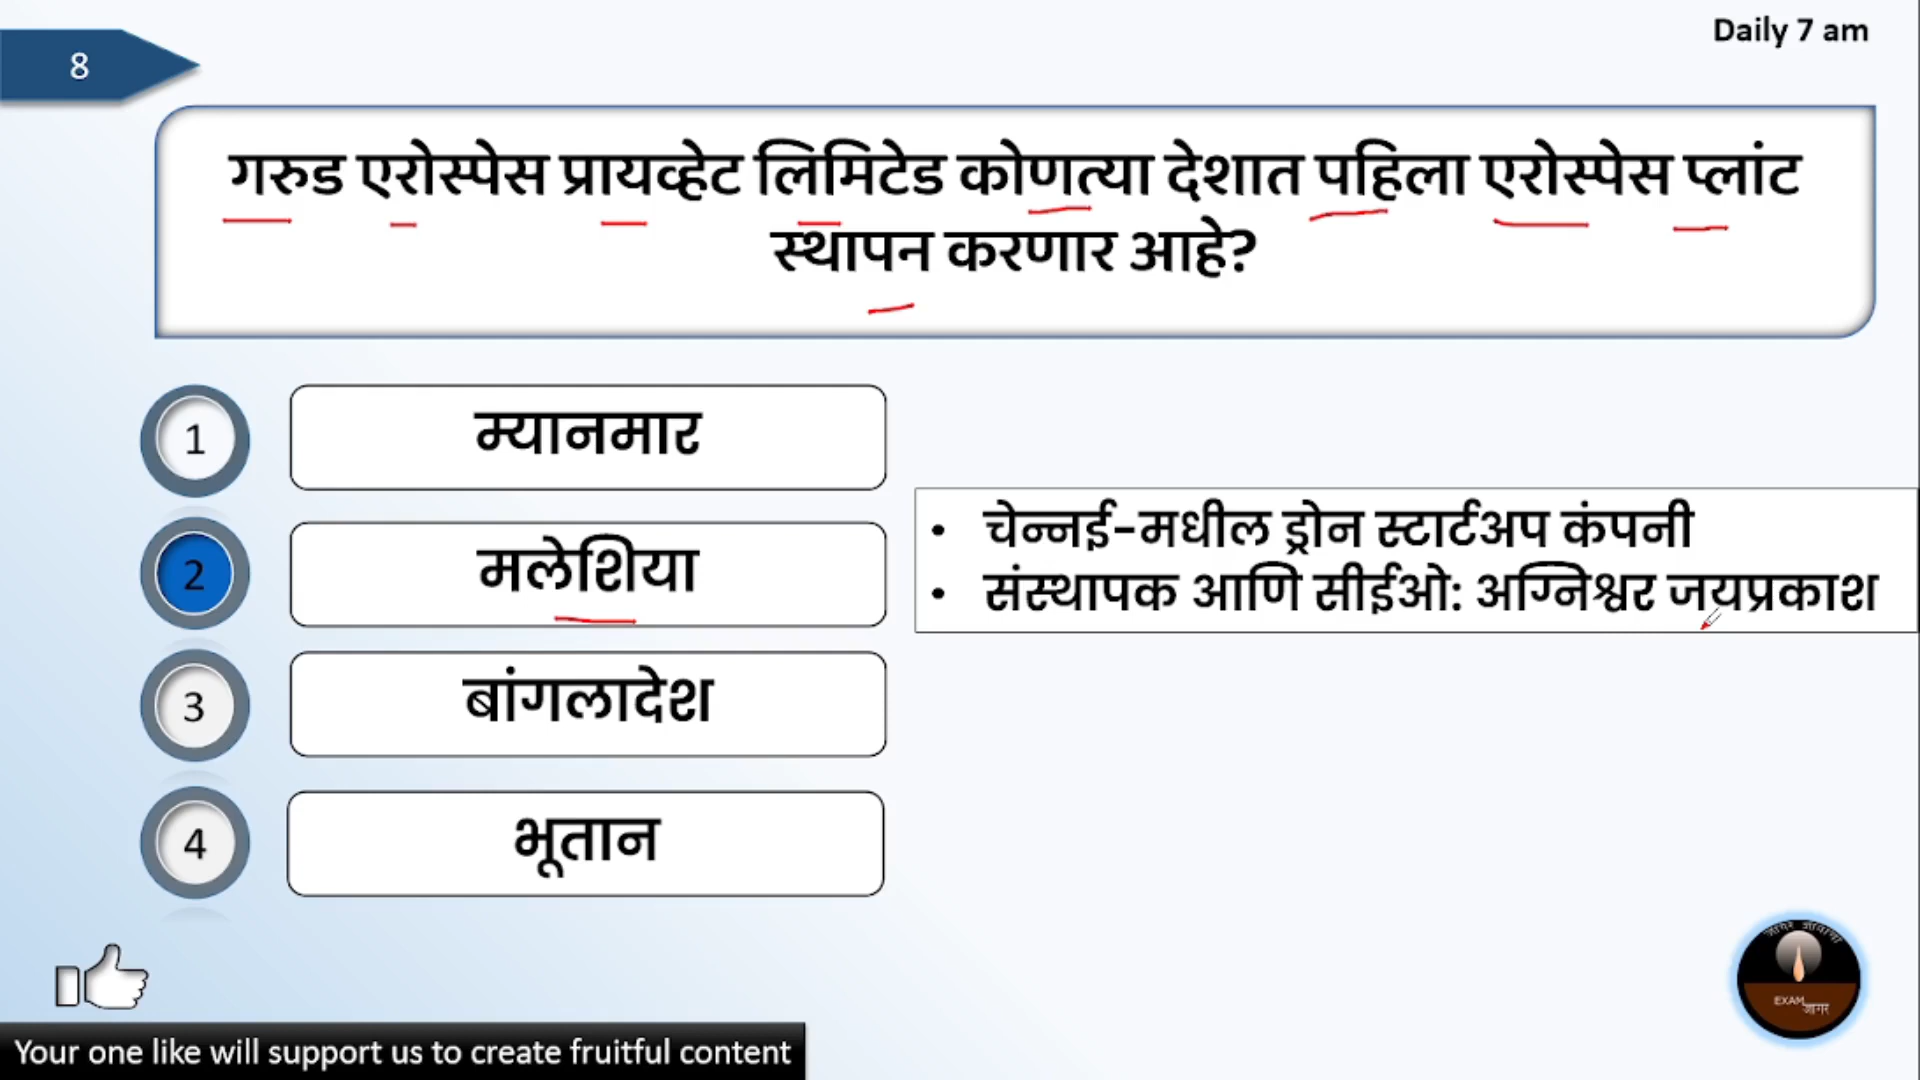 Daily 7 am
8
गरुड एरोस्पेस प्रायव्हेट लिमिटेड कोणत्या देशात पहिला एरोस्पेस प्लांट
स्थापन करणार आहे?
1
म्यानमार
2
मलेशिया
• चेन्नई-मधील ड्रोन स्टार्टअप कंपनी
• संस्थापक आणि सीईओ: अग्निश्वर जयप्रकाश
3
बांगलादेश
4
भूतान
EXAM
जागर
Your one like will support us to create fruitful content